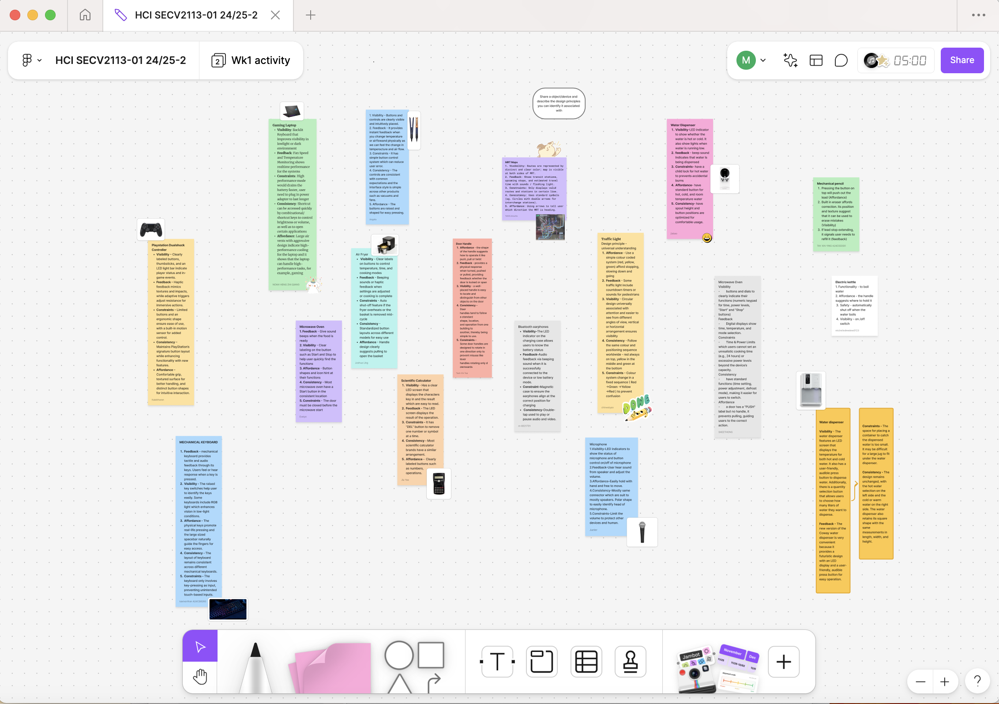 HCI SECV2113-01 24/25-2
HCI SECV2113-01 24/25-2
2
Wk1 activity
M
05:00
Share
Share a object/device and
describe the design principles
you can identify it associated
with
Gaming Laptop
• Visibility: Backlit
Keyboard that
improves visibility in
lowlight or dark
environment
• Feedback: Fan Speed
and Temperature
Monitoring shows
realtime performance
for the systems
• Constraints: High
performance mode
would drains the
battery faster, user
need to plug in power
adapter to last longer
• Consistency: Shortcut
can be accessed quickly
by combinational/
shortcut keys to control
brightness or volume,
as well as to open
certain applications
• Affordance: Large air
vents with aggressive
design indicate high-
performance cooling
for the laptop and it
shows that the laptop
can handle high-
performance tasks, for
example, gaming
NOAH HENG ZHI QIANG
1. Visibility - Buttons and
controls are clearly visible
and intuitively placed.
2. Feedback - It provides
instant feedback when
you change temperature
or airflowand physically as
we can feel the change in
temperacture and air flow.
3. Constraints - It has
simple button control
system which can reduce
user error.
4. Consistency - The
controls are consistent
with common
expectations and the
interface style is simple
across other products
such as vacuums and
fans.
5. Affordance - The
buttons are raised and
shaped for easy pressing.
Angela
MRT Maps
1. Visibility: Routes are represented by
distinct and clear color; map is visible
at both sides of MRT.
2. Feedback: Shows transit stations,
upcoming stops, and estimated travel
time with sounds / flashing light.
3. Constraints: Only displays valid
routes and stations in certain line.
4. Consistency: Uses standard symbols
(eg. Circles with double arrows for
interchange stations).
5. Affordance: Using arrows to tell user
which direction the MRT is heading.
Water Dispenser
1. Visibility-LED indicator
to show whether the
water is hot or cold. It
also show lights when
water is running low.
2. feedback - beep sound
Indicates that water is
being dispensed
3. Constraints- have a
child lock for hot water
to prevents accidental
burns
4. Affordance- have
standard button for
hot, cold, and room
temperature water
5. Consistency- have
spout height and
button positions are
optimized for
comfortable usage.
Mechanical pencil
1. Pressing the button on
top will push out the
lead (Affordance)
2. Built in eraser affords
correction. Its position
and texture suggest
that it can be used to
erase mistakes
(Visibility)
3. If lead stop extending,
it signals user needs to
refill it (feedback)
TAY XIN YING A24CS0200
Playstation Dualshock
Controller
• Visibility – Clearly
labeled buttons,
thumbsticks, and an
LED light bar indicate
player status and in-
game events.
• Feedback – Haptic
feedback mimics
textures and impacts,
while adaptive triggers
adjust resistance for
immersive actions.
• Constraints – Limited
buttons and an
ergonomic shape
ensure ease of use,
with a built-in motion
sensor for added
control.
• Consistency –
Maintains PlayStation's
signature button layout
while enhancing
functionality with new
features.
• Affordance –
Comfortable grip,
textured surface for
better handling, and
distinct button shapes
for intuitive interaction.
Air Fryer
• Visibility - Clear labels
on buttons to control
temperature, time, and
cooking modes
• Feedback - Beeping
sounds or haptic
feedback when
settings are adjusted
or cooking is complete
• Constraints - Auto
shut-off feature if the
fryer overheats or the
basket is removed mid-
cycle
• Consistency -
Standardized button
layouts across different
models for easy use
• Affordance - Handle
design clearly
suggests pulling to
open the basket
Joshua Ling
Door Handle
1. Affordance - the shape
of the handle suggests
how to operate it like
push, pull or twist
2. Feedback - provides a
physical response
when turned, pushed
or pulled, providing
feedback whether the
door is locked or open
3. Visibility - a well-
placed handle is easy
to locate and
distinguish from other
objects on the door
4. Consistency –
Door
handles tend to follow
a standard
shape, location,
and operation from one
building to
another, thereby being
simple to use.
5. Constraints –
Some door handles are
designed to rotate in
one direction only to
prevent misuse like
lever
handles rotating only d
ownwards
Traffic Light
Design principle -
universal understanding
1. Affordance - Use a
simple colour coded
system (red, yellow,
green) afford stopping,
slowing down and
going
2. Feedback - Some
traffic light include
countdown timers or
sounds for pedestrians
3. Visibility - Circular
design universally
associated with
attention and easier to
see from different
angles of view, vertical
or horizontal
arrangement ensures
visibility
4. Consistency - Follow
the same colour and
positioning sequence
worldwide - red always
on top, yellow in the
middle and green at
the bottom
5. Constraints - Colour
system change in a
fixed sequence ( Red
→Green →Yellow
→Red ) to prevent
confusion
DONE
Microwave Oven
Visibility
- buttons and dials to
clearly indicate their
functions (numeric keypad
for time, power levels,
"Start" and "Stop"
buttons)
Feedback
- Digital displays show
time, temperature, and
mode selection.
Constraints
- Time & Power Limits
which users cannot set an
unrealistic cooking time
(e.g., 24 hours) or
excessive power levels
beyond the device's
capacity.
Consistency
- have standard
functions (time setting,
power adjustment, defrost
mode), making it easier for
users to switch.
Affordance
- a door has a "PUSH"
label but no handle, it
prevents pulling, guiding
users to the correct
action.
SHEETHONG
Electric kettle
1. Functionality - to boil
water
2. Affordance - the handle
suggests where to hold it
3. Safety - automatically
shut off when the
water boils
4. Visibility - on /off
switch
michelledewdew0123
Microwave Oven
1. Feedback - Give sound
beeps when the food is
ready
2. Visibility - Clear
labeling on the button
such as Start and Stop to
help user quickly find the
functions
3. Affordance - Button
shapes and icon hint at
their functions
4. Consistency - Most
microwave oven have a
Start button in the
consistent location
5. Constraints - The door
must be closed before the
microwave start
Evelyn
Bluetooth earphones
• Visibility-The LED
indicator on the
charging case allows
users to know the
battery status
• Feedback-Audio
feedback via beeping
sound when it is
successfully
connected to the
device or low battery
mode.
• Constraint-Magnetic
case to ensure the
earphones align at the
correct position for
charging
• Consistency-Double-
tap used to play or
pause audio and video.
Scientific Calculator
1. Visibility - Has a clear
LED screen that
displays the characters
key in and the result
which are easy to read.
2. Feedback - The LED
screen displays the
result of the operation.
3. Constraints - It has
"DEL" button to remove
one number or symbol
at a time.
4. Consistency - Most
scientific calculator
brands have a similar
arrangement.
5. Affordance - Clearly
labeled buttons such
as numbers,
operations.
Jia Yee
MECHANICAL KEYBOARD
1. Feedback - mechanical
keyboard provides
tactile and audio
feedback through its
keys. Users feel or hear
response when a key is
pressed.
2. Visibility - The raised
key switches help user
to identify the keys
easily. Some
keyboards include RGB
light which enhances
vision in low-light
conditions.
3. Affordance - The
physical keys promote
real-life pressing and
the large sized
spacebar naturally
guide the fingers for
easy access.
4. Consistency - The
layout of keyboard
remains consistent
across different
mechanical keyboards.
5. Constraints - The
keyboard only involves
key-pressing as input,
preventing unintended
touch-based inputs.
Microphone
1.Visibility-LED indicators to
show the status of
microphone and button
control on/off of microphone
2.Feedback-User hear sound
from speaker and adjust the
volume.
3.Affordance-Easily hold with
hand and free to move.
4.Consistency-Mostly same
connector which are suit to
mostly speakers. Polar shape
to easily identify head of
microphone.
5.Constraints-Limit the
volume to protect other
devices and human.
Junier
Water dispenser
Visibility - The
water dispenser
features an LED
screen that
displays the
temperature for
both hot and cold
water. It also has a
user-friendly,
audible press
button to dispense
water. Additionally,
there is a quantity
selection button
that allows users
to choose how
many liters of
water they want to
dispense.
Feedback - The
new version of the
Coway water
dispenser is very
convenient
because it
provides a
futuristic design
with an LED
display and a user-
friendly, audible
press button for
easy operation.
Constraints - The
space for placing a
container to catch
the dispensed
water is too small.
It may be difficult
for a large jug to fit
under the water
dispenser.
Consistency - The
design remains
unchanged, with
the hot water
selection on the
left side and the
cold or warm
water on the right
side. The water
dispenser also
retains its square
shape with the
same
measurements in
length, width, and
height.
T
Jambot
November
Dec
11/25
11/25-12/02
12/0
?